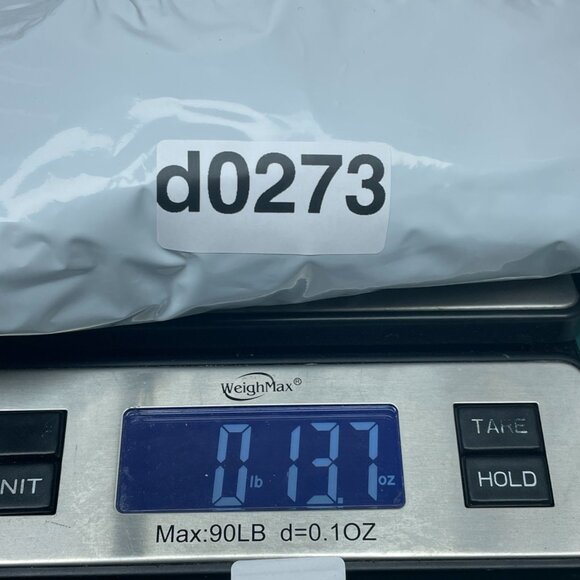 d0273
WeighMax®
0 lb 13.7 oz
TARE
NIT
HOLD
Max:90LB d=0.1OZ